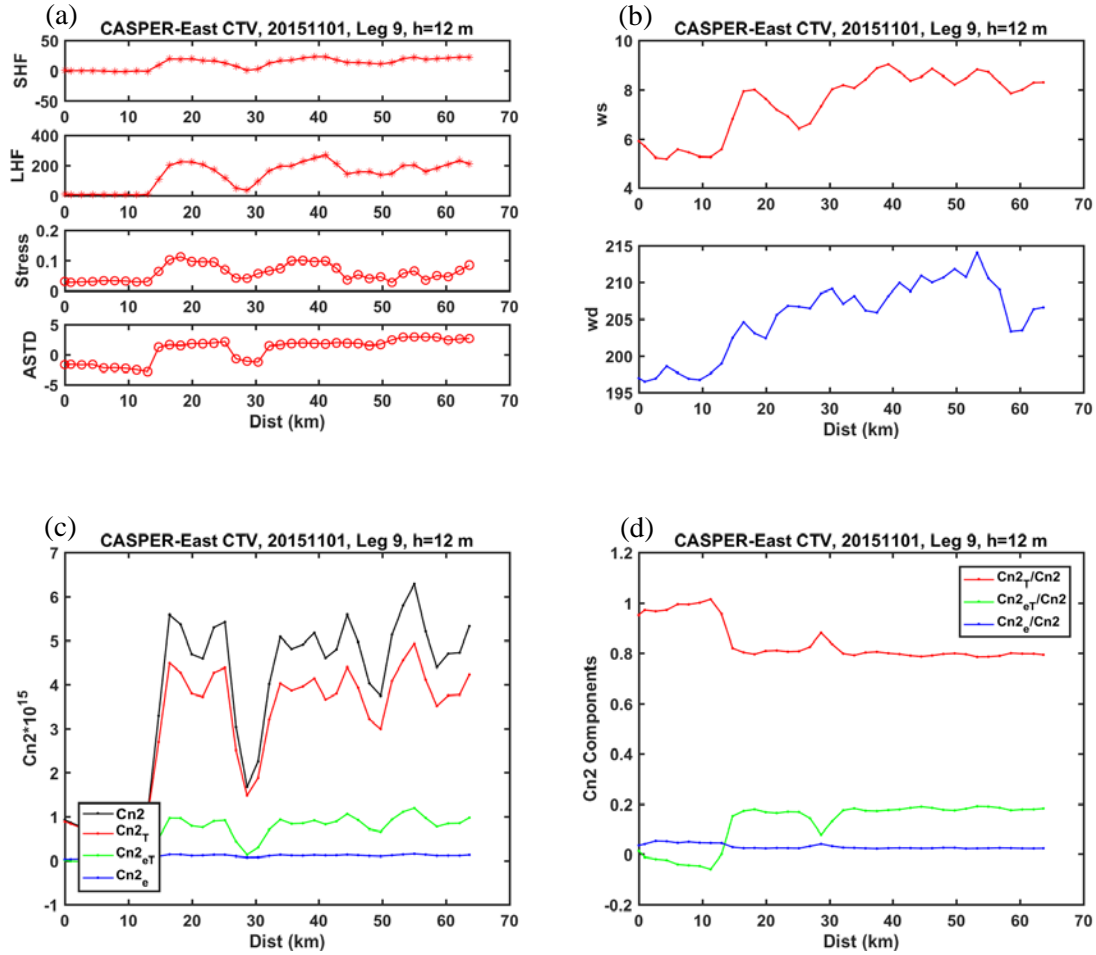 (a)
CASPER-East CTV, 20151101, Leg 9, h=12 m
50
0
-50
SHF
0 10 20 30 40 50 60 70
400
200
0
LHF
0 10 20 30 40 50 60 70
0.2
0.1
0
Stress
0 10 20 30 40 50 60 70
5
0
-5
ASTD
0 10 20 30 40 50 60 70
Dist (km)
(b)
CASPER-East CTV, 20151101, Leg 9, h=12 m
10
8
6
4
ws
0 10 20 30 40 50 60 70
215
210
205
200
195
wd
0 10 20 30 40 50 60 70
Dist (km)
(c)
CASPER-East CTV, 20151101, Leg 9, h=12 m
7
6
5
4
3
2
1
0
-1
Cn2*10^15
Cn2
Cn2_T
Cn2_eT
Cn2_e
0 10 20 30 40 50 60 70
Dist (km)
(d)
CASPER-East CTV, 20151101, Leg 9, h=12 m
1.2
1
0.8
0.6
0.4
0.2
0
-0.2
Cn2 Components
Cn2_T/Cn2
Cn2_eT/Cn2
Cn2_e/Cn2
0 10 20 30 40 50 60 70
Dist (km)